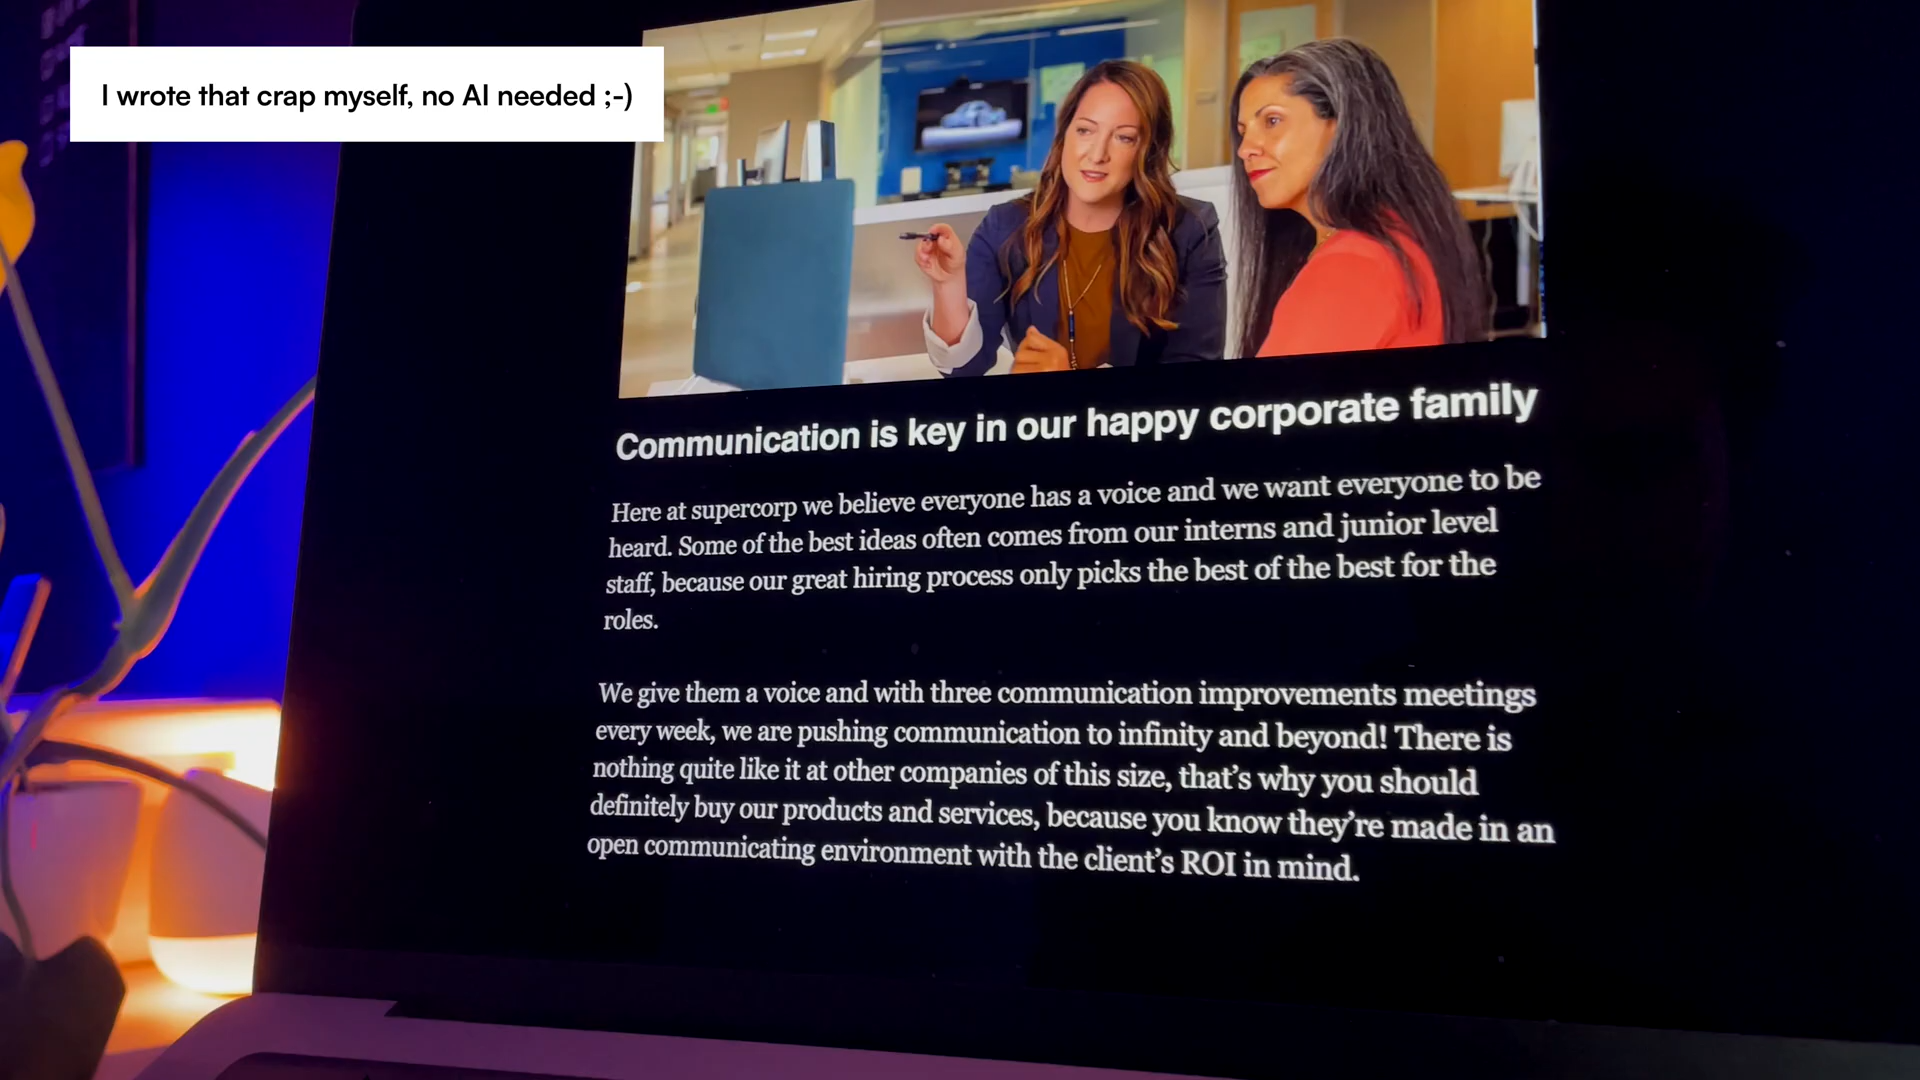 I wrote that crap myself, no AI needed ;-)
Communication is key in our happy corporate family
Here at supercorp we believe everyone has a voice and we want everyone to be
heard. Some of the best ideas often comes from our interns and junior level
staff, because our great hiring process only picks the best of the best for the
roles.
We give them a voice and with three communication improvements meetings
every week, we are pushing communication to infinity and beyond! There is
nothing quite like it at other companies of this size, that’s why you should
definitely buy our products and services, because you know they’re made in an
open communicating environment with the client’s ROI in mind.